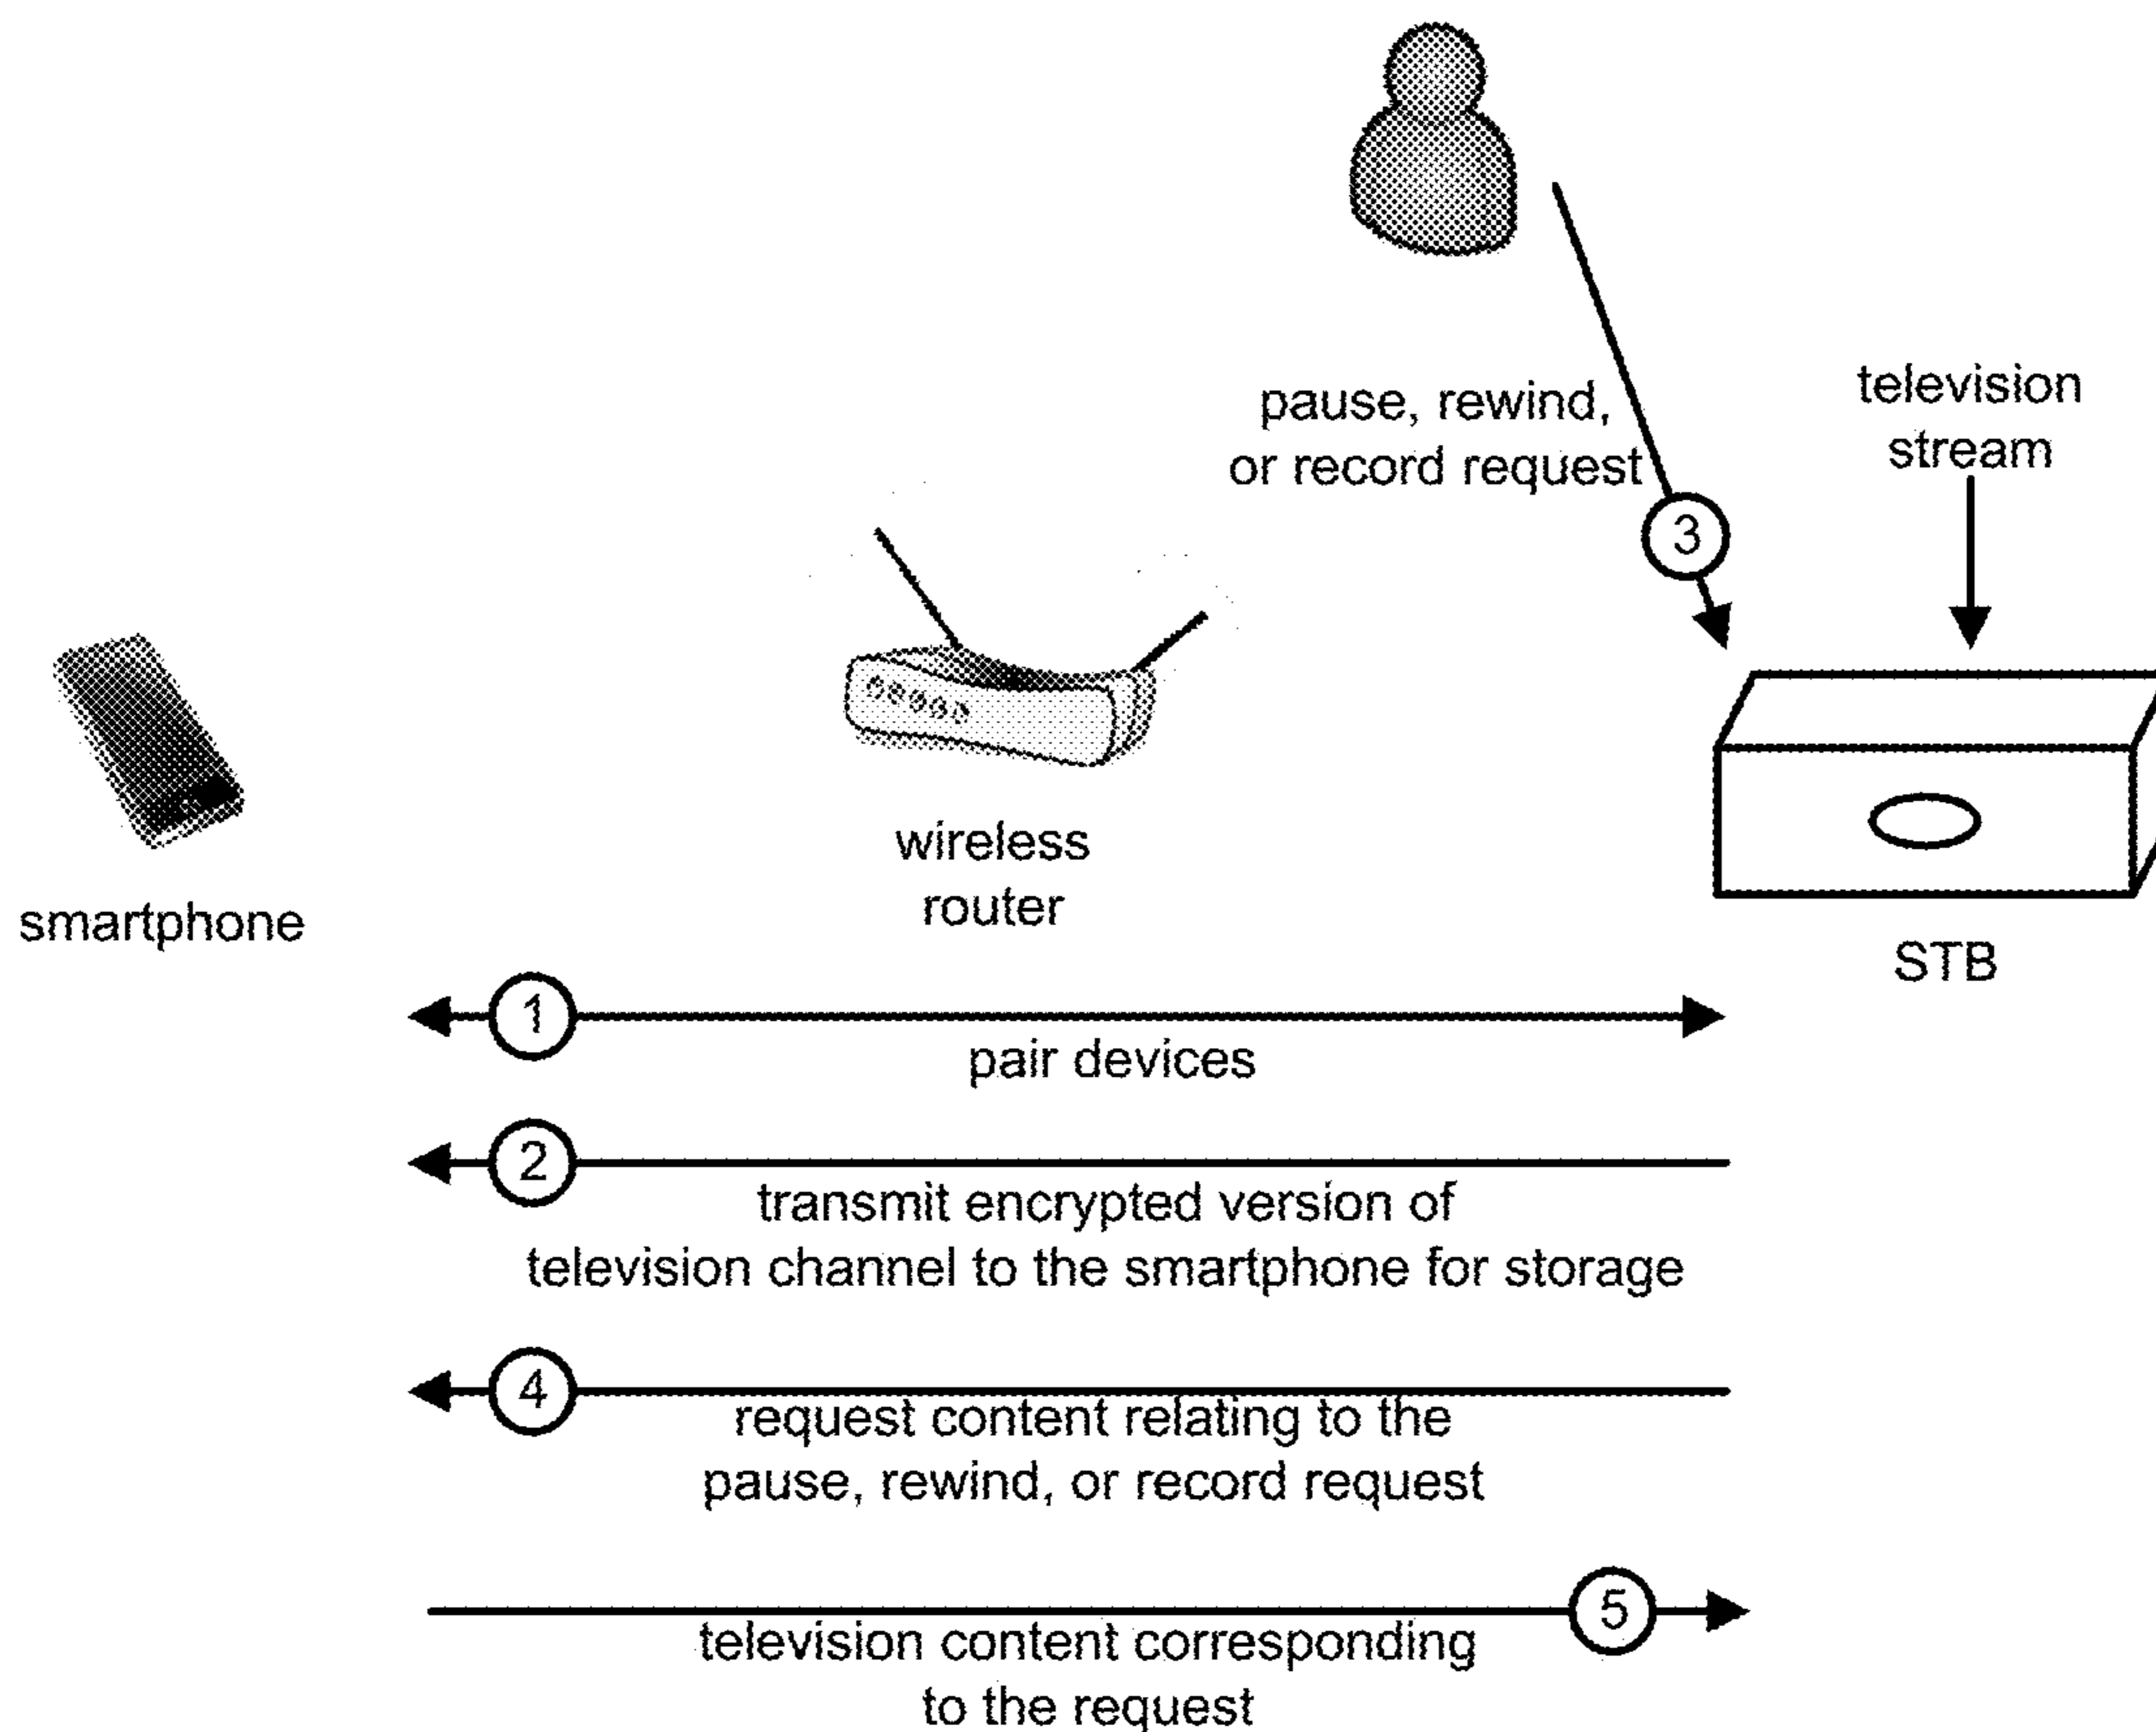 pause, rewind,
or record request
television
stream
3
wireless
router
smartphone
STB
1
pair devices
2
transmit encrypted version of
television channel to the smartphone for storage
4
request content relating to the
pause, rewind, or record request
5
television content corresponding
to the request